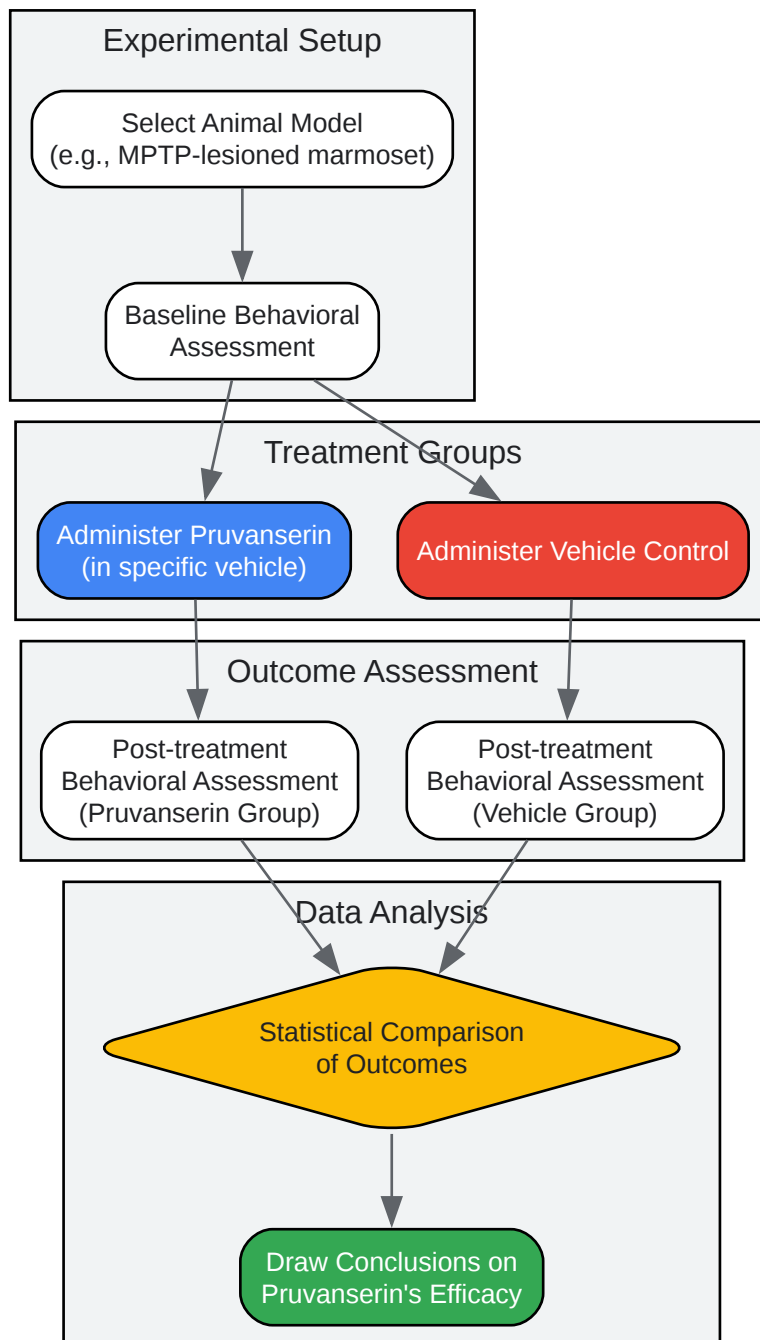 Experimental Setup
Select Animal Model
(e.g., MPTP-lesioned marmoset)
Baseline Behavioral
Assessment
Treatment Groups
Administer Pruvanserin
(in specific vehicle)
Administer Vehicle Control
Outcome Assessment
Post-treatment
Behavioral Assessment
(Pruvanserin Group)
Post-treatment
Behavioral Assessment
(Vehicle Group)
Data Analysis
Statistical Comparison
of Outcomes
Draw Conclusions on
Pruvanserin's Efficacy